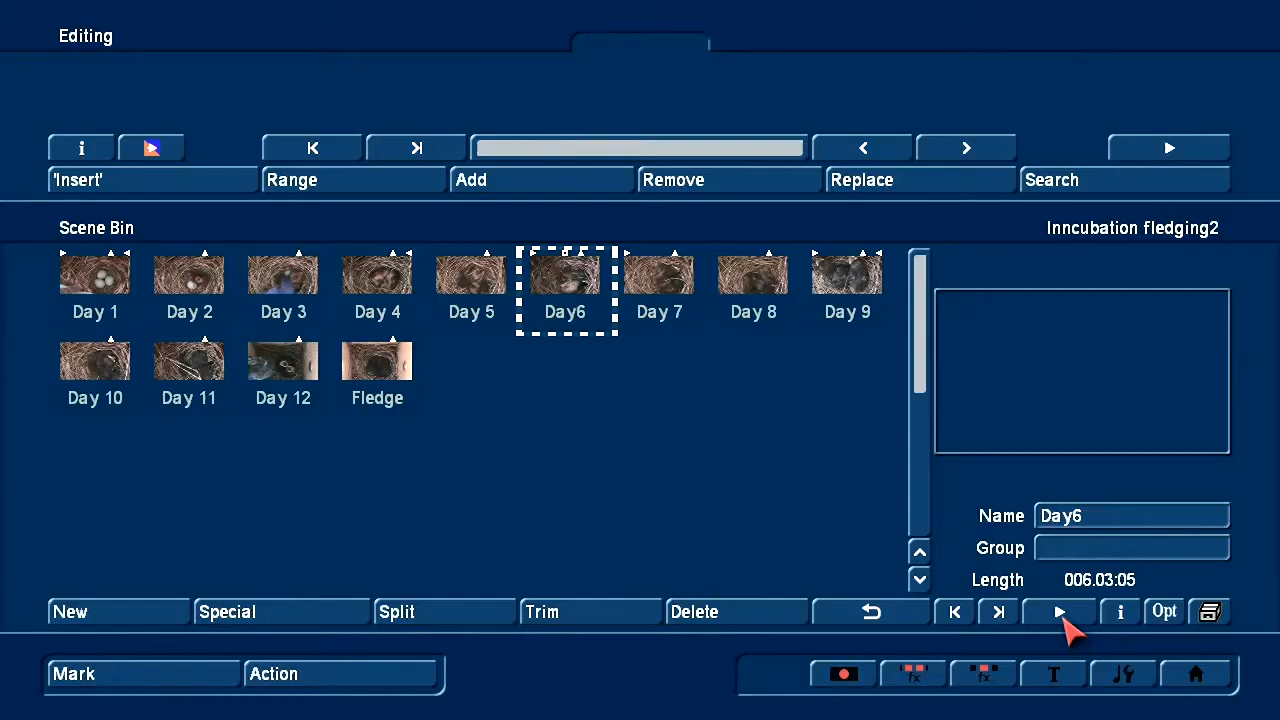 Editing
i
'Insert' Range Add Remove Replace Search
Scene Bin Inncubation fledging2
Day 1 Day 2 Day 3 Day 4 Day 5 Day6 Day 7 Day 8 Day 9
Day 10 Day 11 Day 12 Fledge
Name Day6
Group
Length 006.03:05
New Special Split Trim Delete i Opt
Mark Action fx fx T